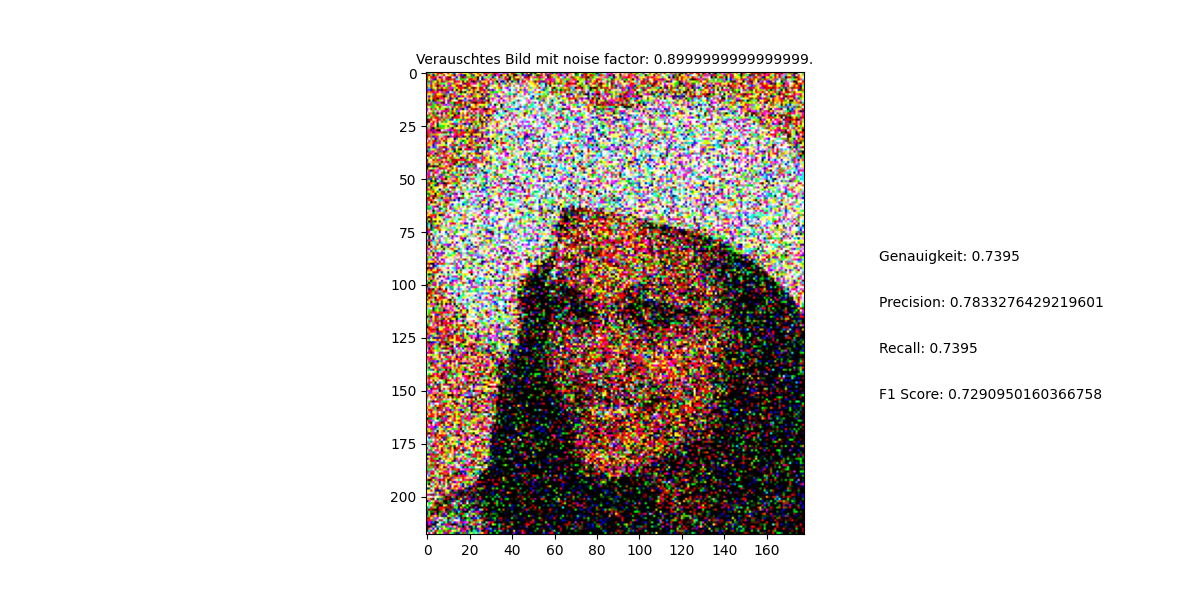 Verauschtes Bild mit noise factor: 0.8999999999999999.
0
25
50
75
100
125
150
175
200
0 20 40 60 80 100 120 140 160
Genauigkeit: 0.7395
Precision: 0.7833276429219601
Recall: 0.7395
F1 Score: 0.7290950160366758